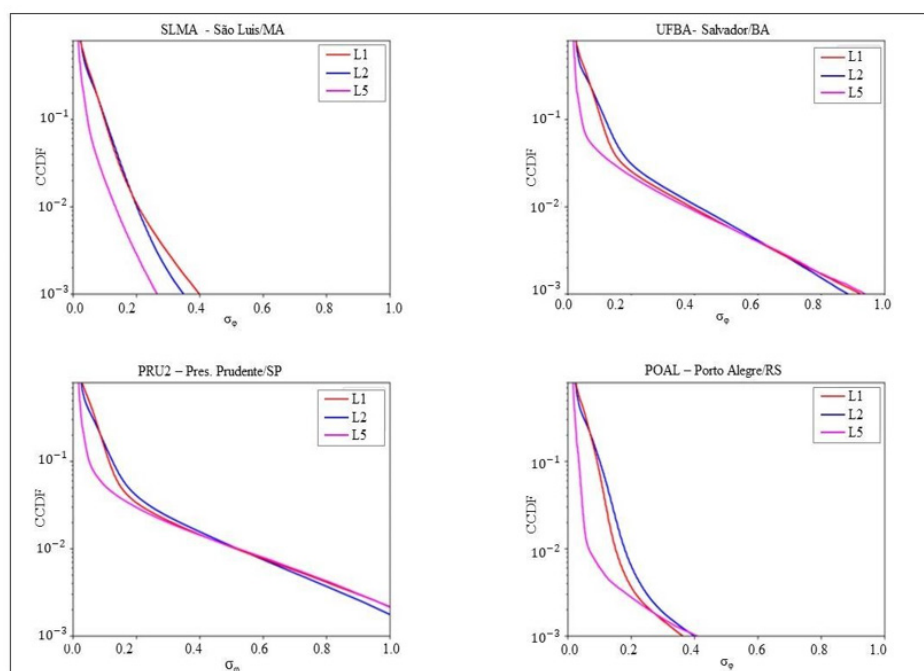 SLMA - São Luis/MA
L1
L2
L5
CCDF
10⁻¹
10⁻²
10⁻³
0.0 0.2 0.4 0.6 0.8 1.0
σφ
UFBA- Salvador/BA
L1
L2
L5
CCDF
10⁻¹
10⁻²
10⁻³
0.0 0.2 0.4 0.6 0.8 1.0
σφ
PRU2 – Pres. Prudente/SP
L1
L2
L5
CCDF
10⁻¹
10⁻²
10⁻³
0.0 0.2 0.4 0.6 0.8 1.0
σφ
POAL – Porto Alegre/RS
L1
L2
L5
CCDF
10⁻¹
10⁻²
10⁻³
0.0 0.2 0.4 0.6 0.8 1.0
σφ